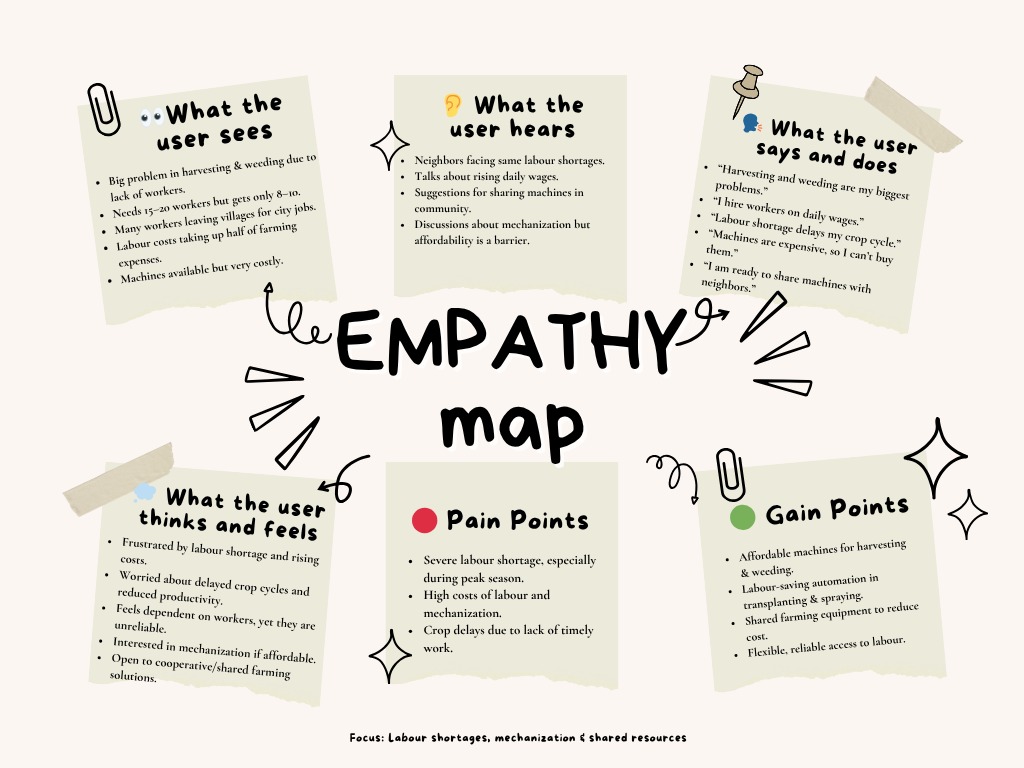 👀What the
user sees
• Big problem in harvesting & weeding due to
lack of workers.
• Needs 15–20 workers but gets only 8–10.
• Many workers leaving villages for city jobs.
• Labour costs taking up half of farming
expenses.
• Machines available but very costly.
👂 What the
user hears
• Neighbors facing same labour shortages.
• Talks about rising daily wages.
• Suggestions for sharing machines in
community.
• Discussions about mechanization but
affordability is a barrier.
🗣️ What the user
says and does
• “Harvesting and weeding are my biggest
problems.”
• “I hire workers on daily wages.”
• “Labour shortage delays my crop cycle.”
• “Machines are expensive, so I can’t buy
them.”
• “I am ready to share machines with
neighbors.”
EMPATHY
map
💭 What the user
thinks and feels
• Frustrated by labour shortage and rising
costs.
• Worried about delayed crop cycles and
reduced productivity.
• Feels dependent on workers, yet they are
unreliable.
• Interested in mechanization if affordable.
• Open to cooperative/shared farming
solutions.
🔴 Pain Points
• Severe labour shortage, especially
during peak season.
• High costs of labour and
mechanization.
• Crop delays due to lack of timely
work.
🟢 Gain Points
• Affordable machines for harvesting
& weeding.
• Labour-saving automation in
transplanting & spraying.
• Shared farming equipment to reduce
cost.
• Flexible, reliable access to labour.
Focus: Labour shortages, mechanization & shared resources